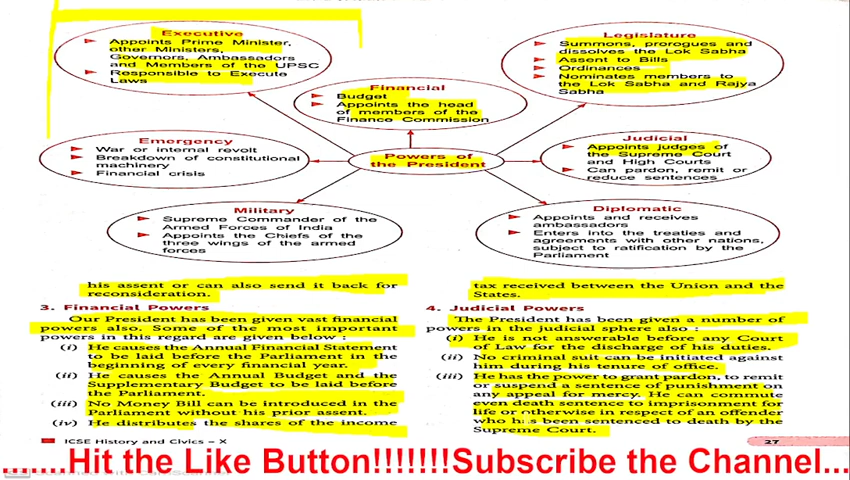 Executive
► Appoints Prime Minister,
other Ministers,
Governors, Ambassadors
and Members of the UPSC
► Responsible to Execute
Laws
Legislature
► Summons, prorogues and
dissolves the Lok Sabha
► Assent to Bills
► Ordinances
► Nominates members to
the Lok Sabha and Rajya
Sabha
Financial
► Budget
► Appoints the head
of members of the
Finance Commission
Emergency
► War or internal revolt
► Breakdown of constitutional
machinery
► Financial crisis
Powers of
the President
Judicial
► Appoints judges of
the Supreme Court
and High Courts
► Can pardon, remit or
reduce sentences
Military
► Supreme Commander of the
Armed Forces of India
► Appoints the Chiefs of the
three wings of the armed
forces
Diplomatic
► Appoints and receives
ambassadors
► Enters into the treaties and
agreements with other nations,
subject to ratification by the
Parliament
his assent or can also send it back for
reconsideration.
3. Financial Powers
Our President has been given vast financial
powers also. Some of the most important
powers in this regard are given below :
(i) He causes the Annual Financial Statement
to be laid before the Parliament in the
beginning of every financial year.
(ii) He causes the Annual Budget and the
Supplementary Budget to be laid before
the Parliament.
(iii) No Money Bill can be introduced in the
Parliament without his prior assent.
(iv) He distributes the shares of the income
tax received between the Union and the
States.
4. Judicial Powers
The President has been given a number of
powers in the judicial sphere also :
(i) He is not answerable before any Court
of Law for the discharge of his duties.
(ii) No criminal suit can be initiated against
him during his tenure of office.
(iii) He has the power to grant pardon, to remit
or suspend a sentence of punishment on
any appeal for mercy. He can commute
even death sentence to imprisonment for
life or otherwise in respect of an offender
who has been sentenced to death by the
Supreme Court.
ICSE History and Civics – X
27
.......Hit the Like Button!!!!!!!Subscribe the Channel...